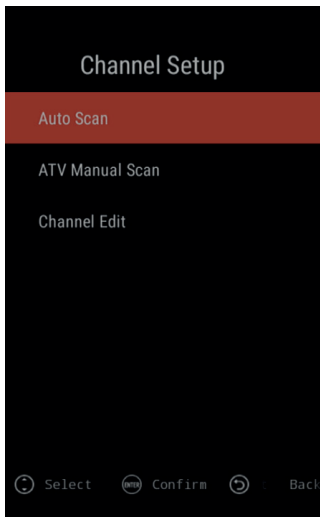 Channel Setup
Auto Scan
ATV Manual Scan
Channel Edit
Select ENTER Confirm Back